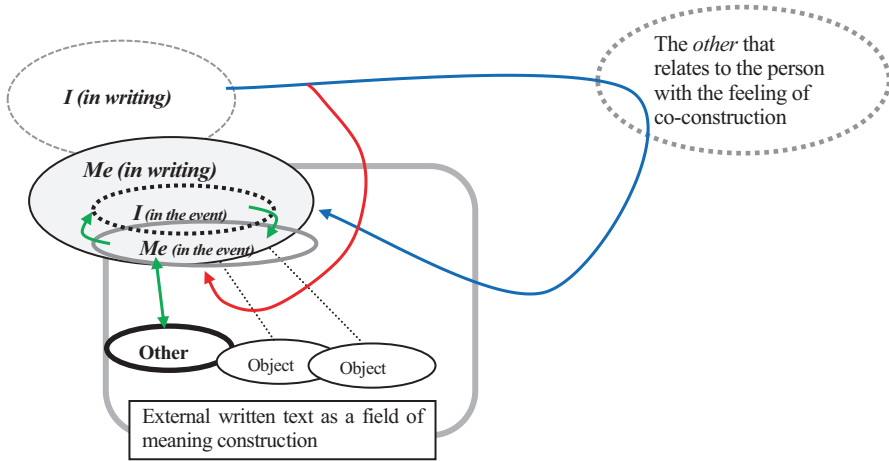 I (in writing)
The other that
relates to the person
with the feeling of
co-construction
Me (in writing)
I (in the event)
Me (in the event)
Other
Object
Object
External written text as a field of
meaning construction